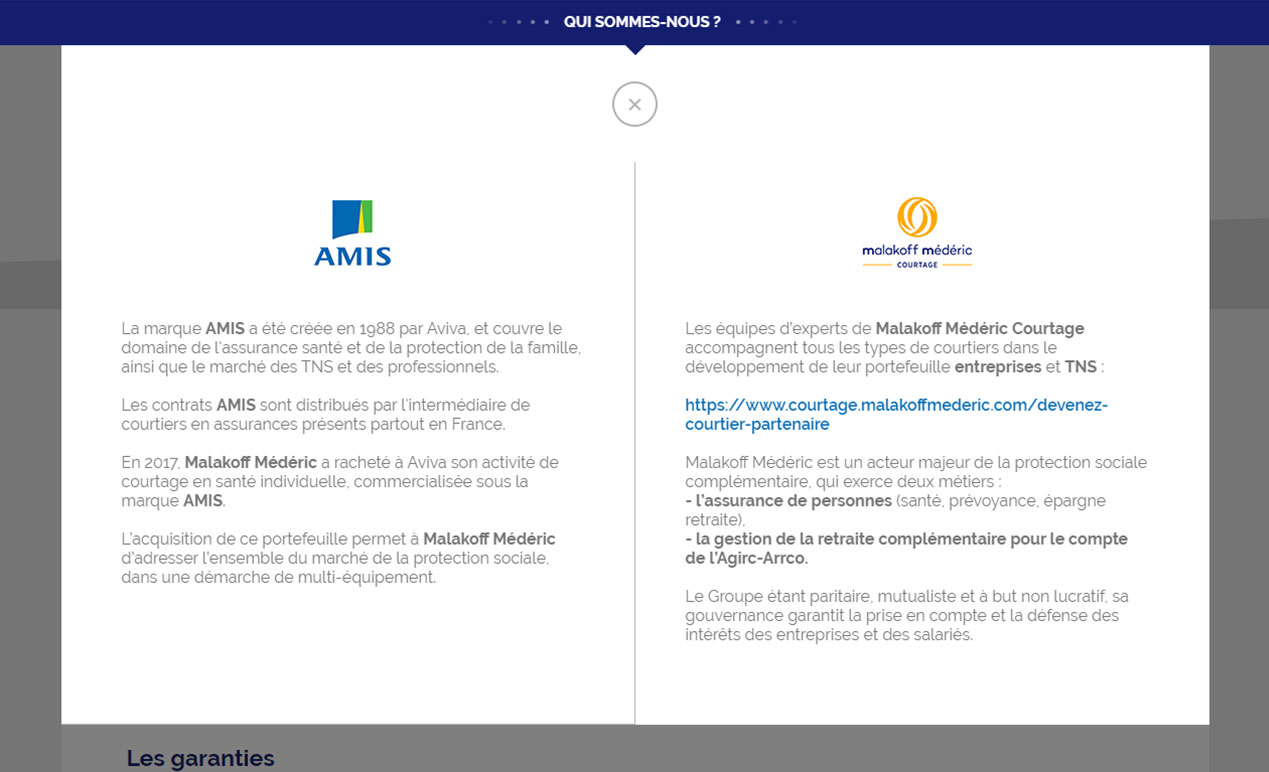 QUI SOMMES-NOUS ?
AMIS
La marque AMIS a été créée en 1988 par Aviva, et couvre le
domaine de l'assurance santé et de la protection de la famille,
ainsi que le marché des TNS et des professionnels.
Les contrats AMIS sont distribués par l'intermédiaire de
courtiers en assurances présents partout en France.
En 2017, Malakoff Médéric a racheté à Aviva son activité de
courtage en santé individuelle, commercialisée sous la
marque AMIS.
L'acquisition de ce portefeuille permet à Malakoff Médéric
d'adresser l'ensemble du marché de la protection sociale,
dans une démarche de multi-équipement.
malakoff médéric
COURTAGE
Les équipes d'experts de Malakoff Médéric Courtage
accompagnent tous les types de courtiers dans le
développement de leur portefeuille entreprises et TNS :
https://www.courtage.malakoffmederic.com/devenez-
courtier-partenaire
Malakoff Médéric est un acteur majeur de la protection sociale
complémentaire, qui exerce deux métiers :
- l'assurance de personnes (santé, prévoyance, épargne
retraite),
- la gestion de la retraite complémentaire pour le compte
de l'Agirc-Arrco.
Le Groupe étant paritaire, mutualiste et à but non lucratif, sa
gouvernance garantit la prise en compte et la défense des
intérêts des entreprises et des salariés.
Les garanties